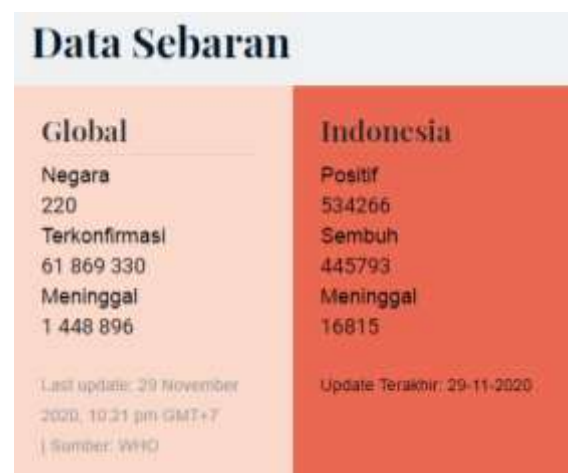 Data Sebaran
Global
Negara
220
Terkonfirmasi
61 869 330
Meninggal
1 448 896
Last update: 29 November
2020, 10:21 pm GMT+7
| Sumber: WHO
Indonesia
Positif
534266
Sembuh
445793
Meninggal
16815
Update Terakhir: 29-11-2020